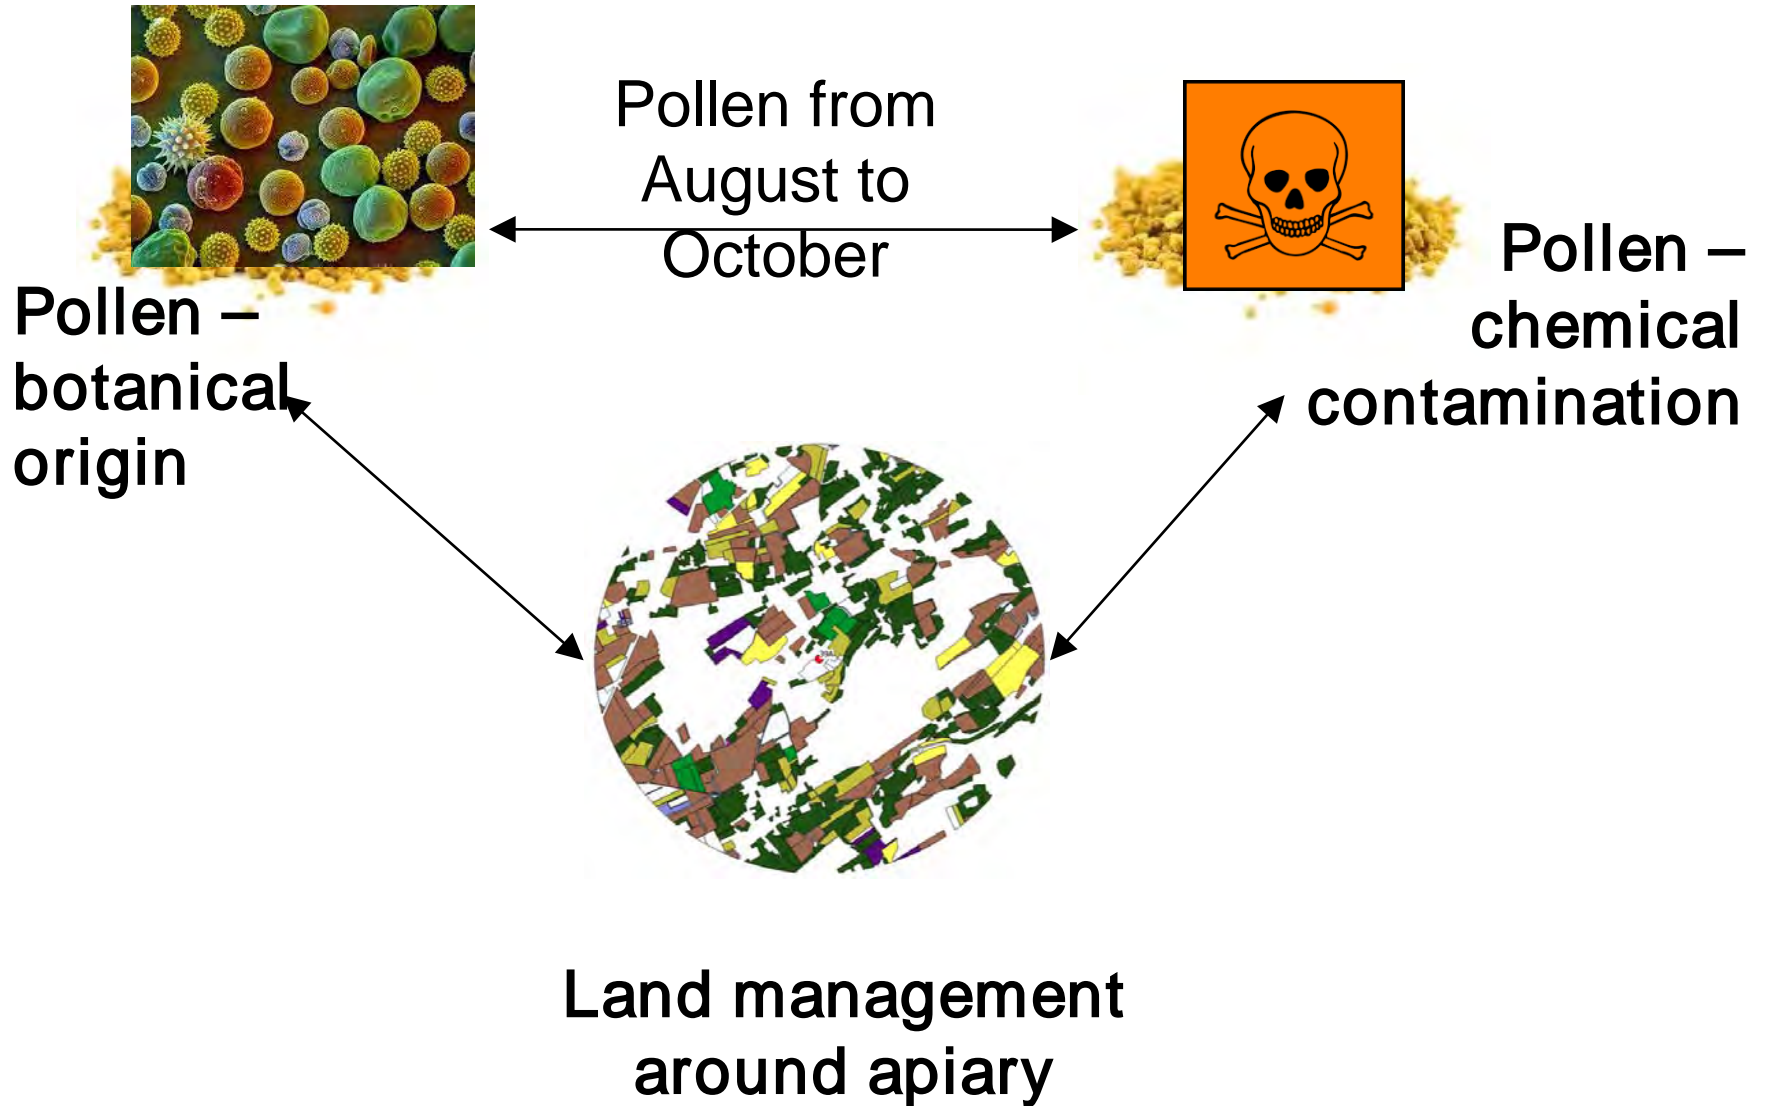 Pollen from
August to
October
Pollen –
botanical
origin
Pollen –
chemical
contamination
Land management
around apiary